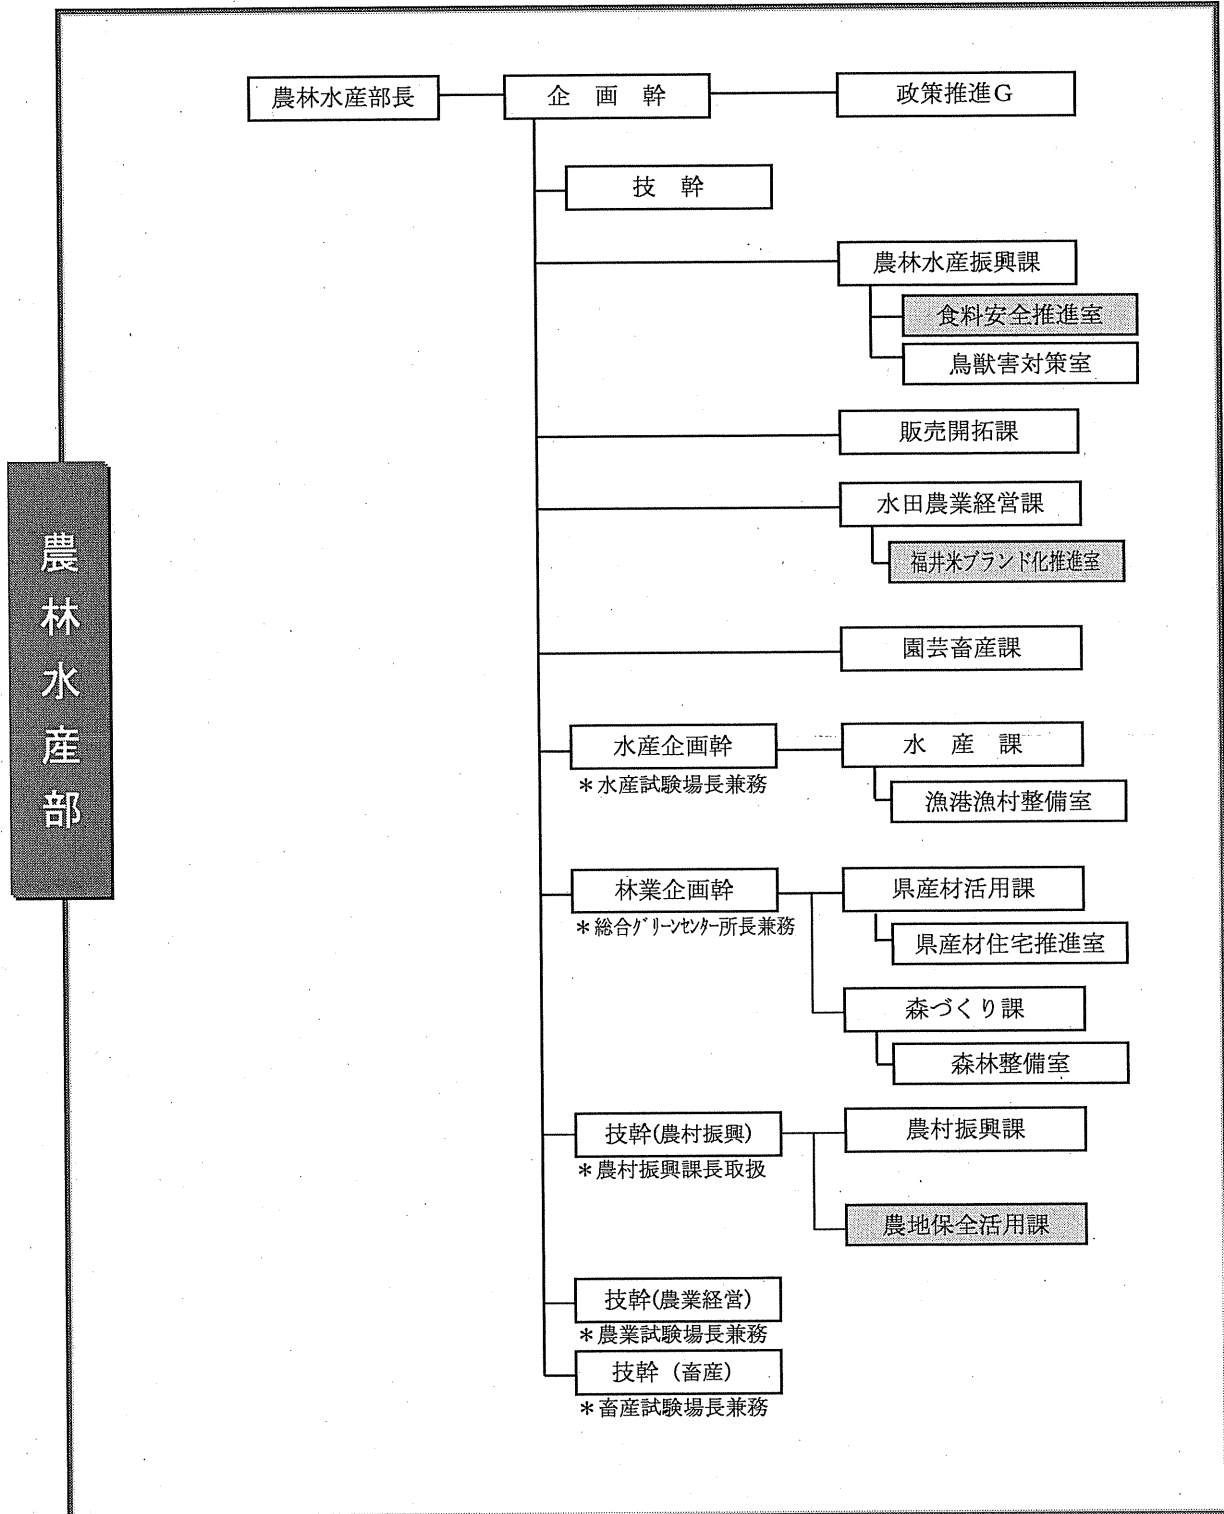 農林水産部
農林水産部長
企　画　幹
政策推進G
技　幹
農林水産振興課
食料安全推進室
鳥獣害対策室
販売開拓課
水田農業経営課
福井米ブランド化推進室
園芸畜産課
水産企画幹
＊水産試験場長兼務
水　産　課
漁港漁村整備室
林業企画幹
＊総合グリーンセンター所長兼務
県産材活用課
県産材住宅推進室
森づくり課
森林整備室
技幹(農村振興)
＊農村振興課長取扱
農村振興課
農地保全活用課
技幹(農業経営)
＊農業試験場長兼務
技幹（畜産）
＊畜産試験場長兼務